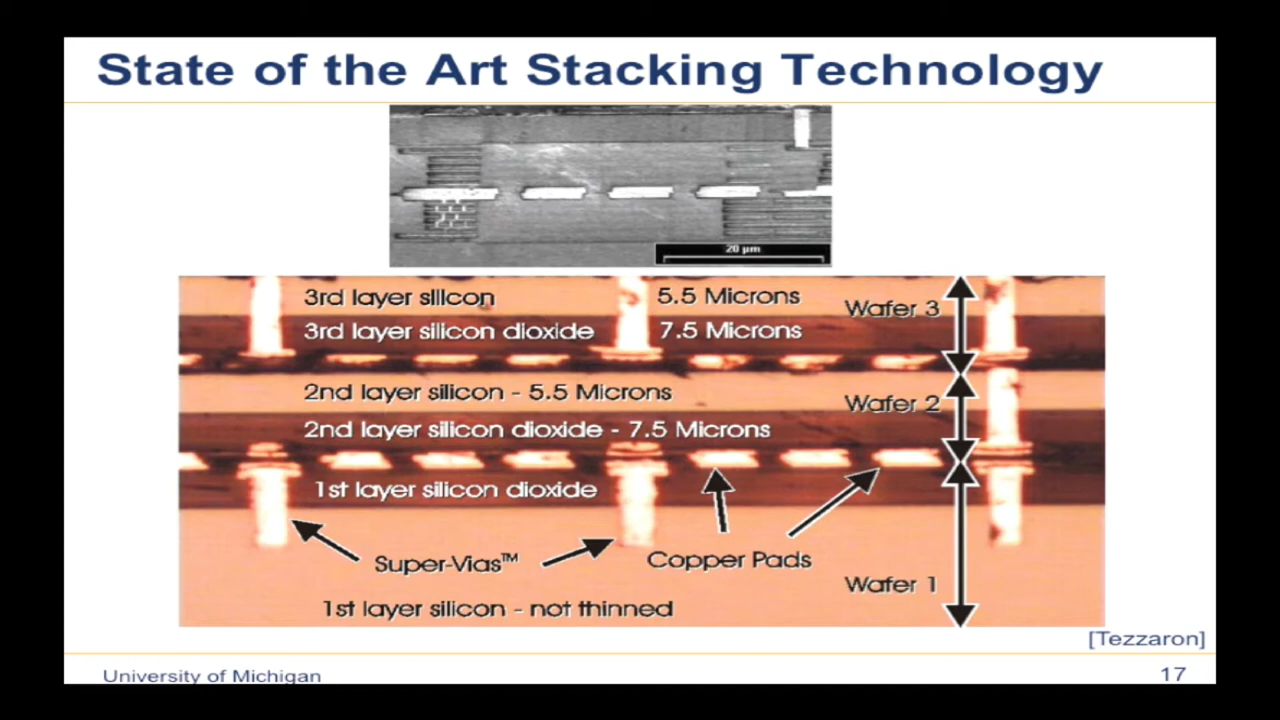 State of the Art Stacking Technology
20 µm
3rd layer silicon
5.5 Microns
Wafer 3
3rd layer silicon dioxide
7.5 Microns
2nd layer silicon - 5.5 Microns
Wafer 2
2nd layer silicon dioxide - 7.5 Microns
1st layer silicon dioxide
Super-Vias™
Copper Pads
Wafer 1
1st layer silicon - not thinned
[Tezzaron]
University of Michigan
17